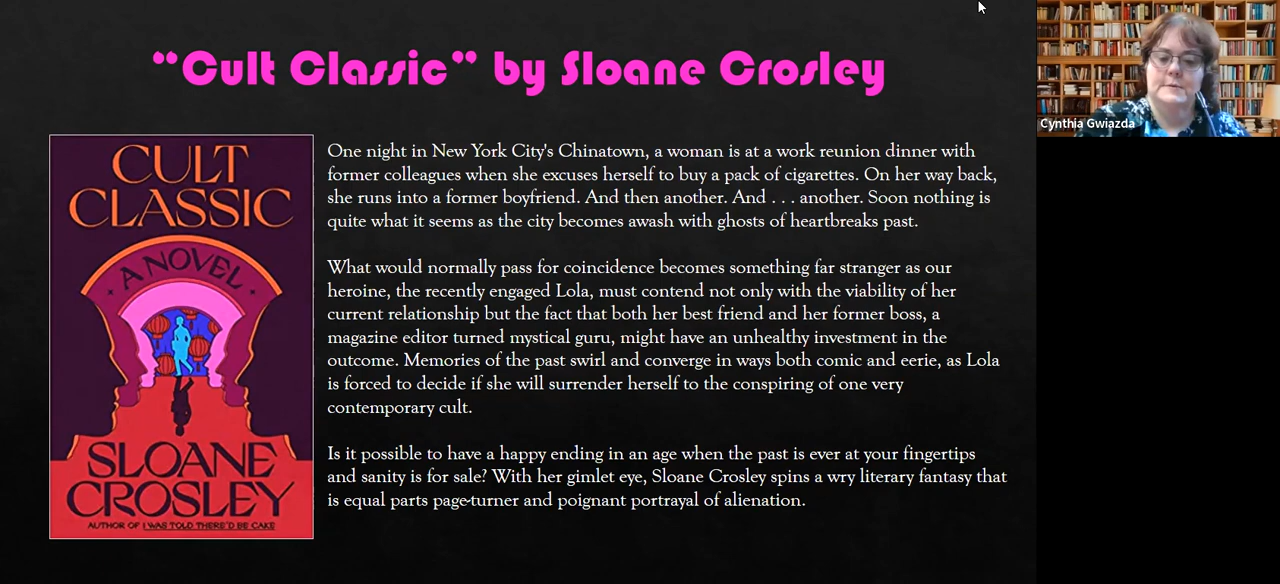 “Cult Classic” by Sloane Crosley
Cynthia Gwiazda
CULT
CLASSIC
A NOVEL
SLOANE
CROSLEY
AUTHOR OF I WAS TOLD THERE'D BE CAKE
One night in New York City's Chinatown, a woman is at a work reunion dinner with
former colleagues when she excuses herself to buy a pack of cigarettes. On her way back,
she runs into a former boyfriend. And then another. And . . . another. Soon nothing is
quite what it seems as the city becomes awash with ghosts of heartbreaks past.
What would normally pass for coincidence becomes something far stranger as our
heroine, the recently engaged Lola, must contend not only with the viability of her
current relationship but the fact that both her best friend and her former boss, a
magazine editor turned mystical guru, might have an unhealthy investment in the
outcome. Memories of the past swirl and converge in ways both comic and eerie, as Lola
is forced to decide if she will surrender herself to the conspiring of one very
contemporary cult.
Is it possible to have a happy ending in an age when the past is ever at your fingertips
and sanity is for sale? With her gimlet eye, Sloane Crosley spins a wry literary fantasy that
is equal parts page-turner and poignant portrayal of alienation.